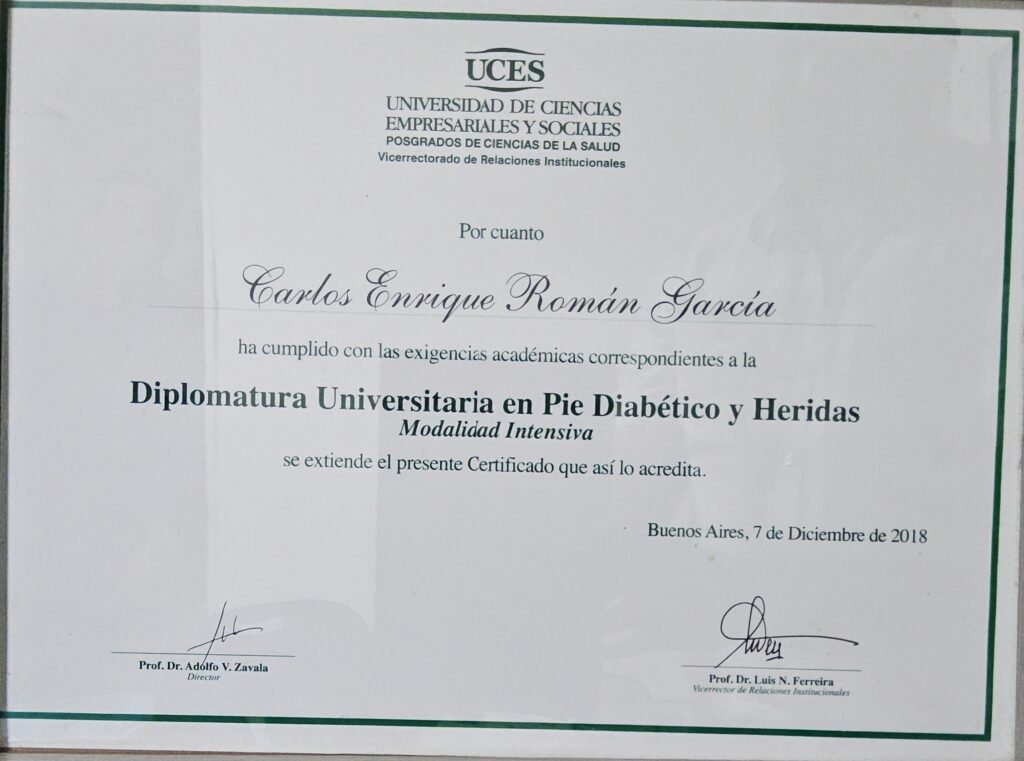 UCES
UNIVERSIDAD DE CIENCIAS
EMPRESARIALES Y SOCIALES
POSGRADOS DE CIENCIAS DE LA SALUD
Vicerrectorado de Relaciones Institucionales
Por cuanto
Carlos Enrique Román García
ha cumplido con las exigencias académicas correspondientes a la
Diplomatura Universitaria en Pie Diabético y Heridas
Modalidad Intensiva
se extiende el presente Certificado que así lo acredita.
Buenos Aires, 7 de Diciembre de 2018
Prof. Dr. Adolfo V. Zavala
Director
Prof. Dr. Luis N. Ferreira
Vicerrector de Relaciones Institucionales